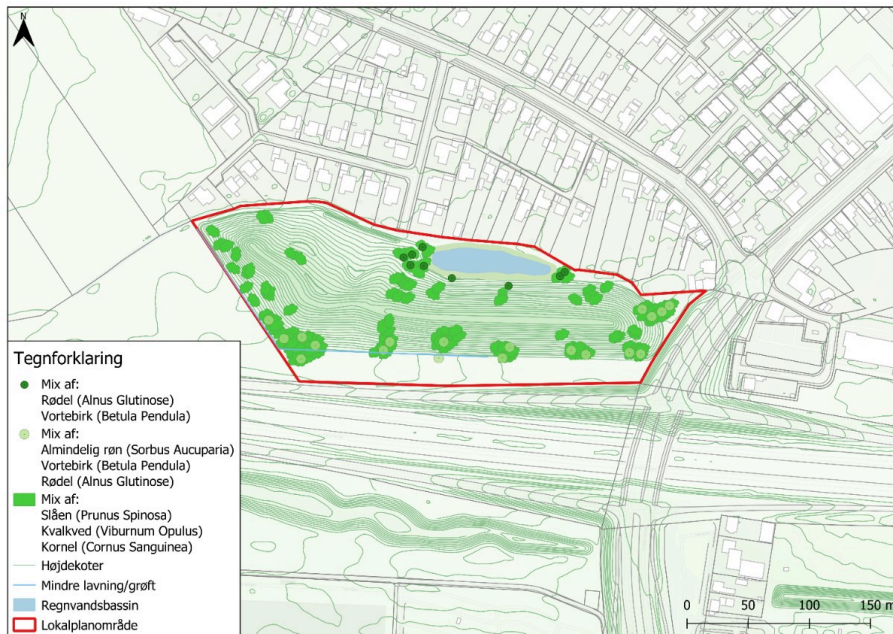 N
Tegnforklaring
Mix af:
Rødel (Alnus Glutinose)
Vortebirk (Betula Pendula)
Mix af:
Almindelig røn (Sorbus Aucuparia)
Vortebirk (Betula Pendula)
Rødel (Alnus Glutinose)
Mix af:
Slåen (Prunus Spinosa)
Kvalkved (Viburnum Opulus)
Kornel (Cornus Sanguinea)
Højdekoter
Mindre lavning/grøft
Regnvandsbassin
Lokalplanområde
0 50 100 150 m